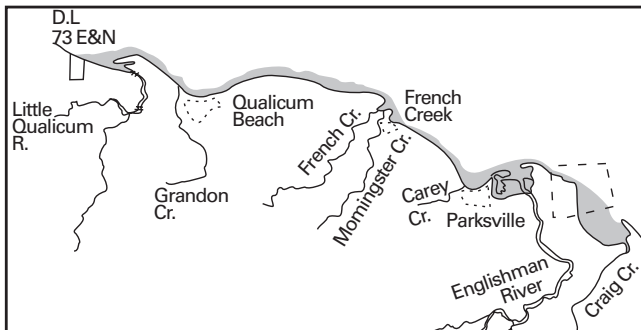 D.L
73 E&N
Little
Qualicum
R.
Grandon
Cr.
Qualicum
Beach
French Cr.
Morningster Cr.
French
Creek
Carey
Cr.
Parksville
Englishman
River
Craig Cr.